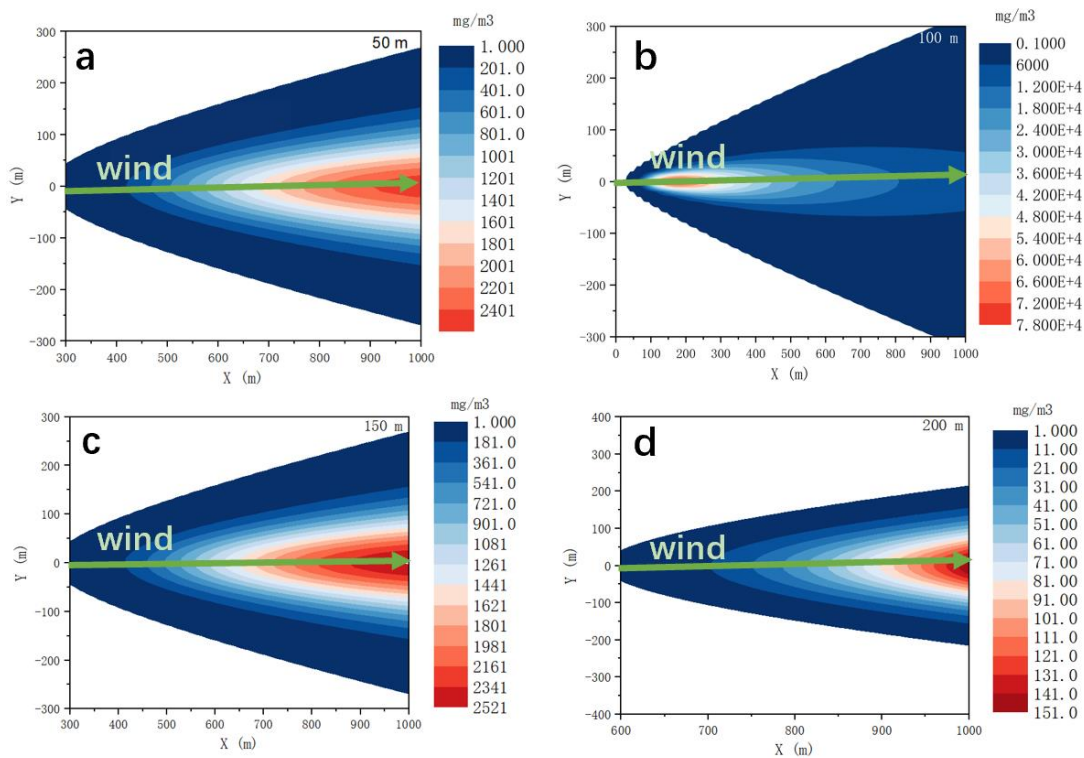 mg/m3
a
50 m
wind
300
200
100
0
-100
-200
-300
Y (m)
300 400 500 600 700 800 900 1000
X (m)
1.000
201.0
401.0
601.0
801.0
1001
1201
1401
1601
1801
2001
2201
2401
mg/m3
b
100 m
wind
300
200
100
0
-100
-200
-300
Y (m)
0 100 200 300 400 500 600 700 800 900 1000
X (m)
0.1000
6000
1.200E+4
1.800E+4
2.400E+4
3.000E+4
3.600E+4
4.200E+4
4.800E+4
5.400E+4
6.000E+4
6.600E+4
7.200E+4
7.800E+4
mg/m3
c
150 m
wind
300
200
100
0
-100
-200
-300
Y (m)
300 400 500 600 700 800 900 1000
X (m)
1.000
181.0
361.0
541.0
721.0
901.0
1081
1261
1441
1621
1801
1981
2161
2341
2521
mg/m3
d
200 m
wind
400
300
200
100
0
-100
-200
-300
-400
Y (m)
600 700 800 900 1000
X (m)
1.000
11.00
21.00
31.00
41.00
51.00
61.00
71.00
81.00
91.00
101.0
111.0
121.0
131.0
141.0
151.0